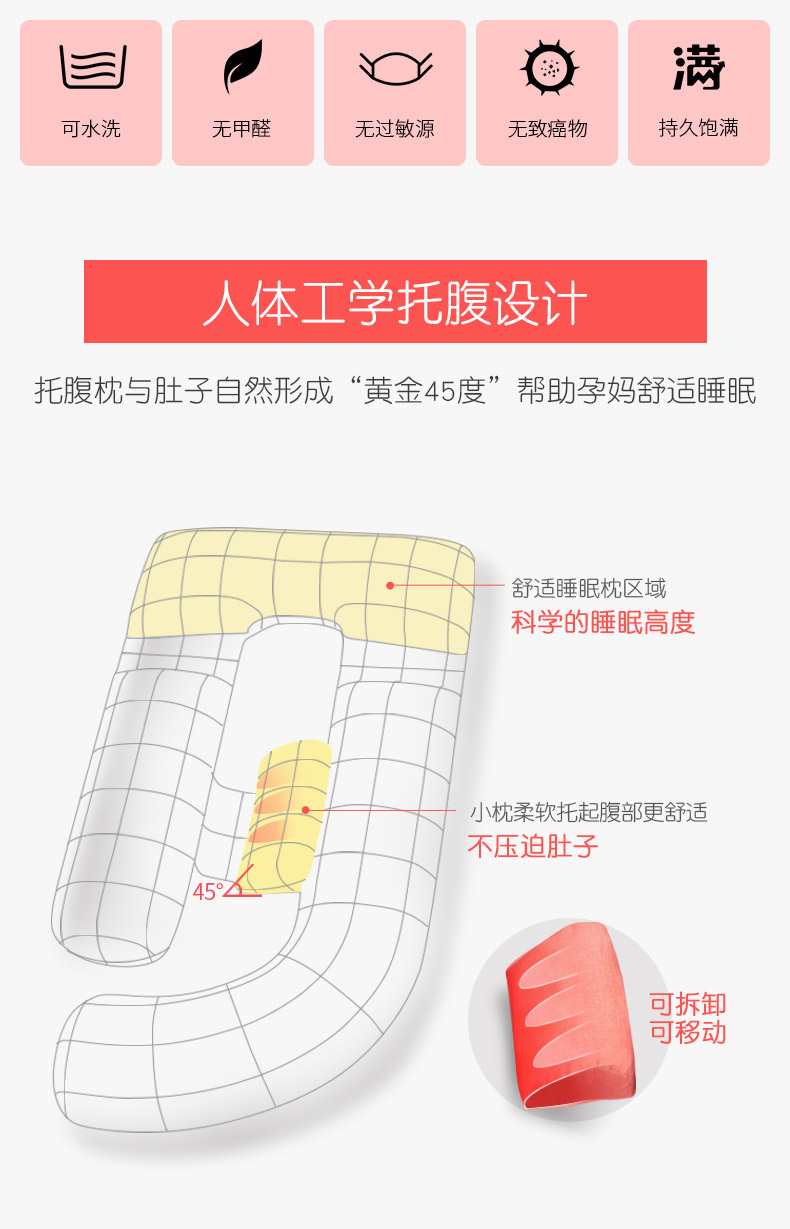 满
可水洗
无甲醛
无过敏源
无致癌物
持久饱满
人体工学托腹设计
托腹枕与肚子自然形成“黄金45度”帮助孕妈舒适睡眠
舒适睡眠枕区域
科学的睡眠高度
小枕柔软托起腹部更舒适
不压迫肚子
45°
可拆卸
可移动